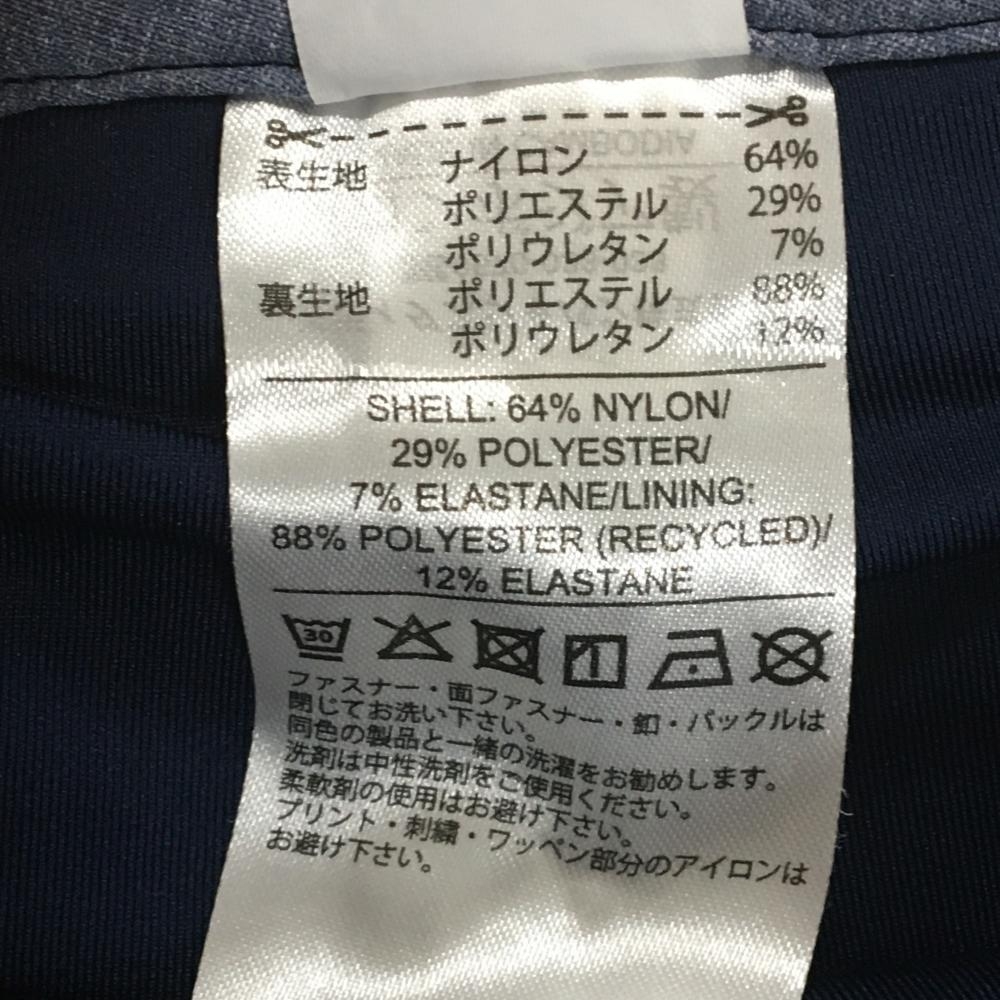 表生地 ナイロン 64%
ポリエステル 29%
ポリウレタン 7%
裏生地 ポリエステル 88%
ポリウレタン 12%
SHELL: 64% NYLON/
29% POLYESTER/
7% ELASTANE/LINING:
88% POLYESTER (RECYCLED)/
12% ELASTANE
30
ファスナー・面ファスナー・釦・バックルは
閉じてお洗い下さい。
同色の製品と一緒の洗濯をお勧めします。
洗剤は中性洗剤をご使用ください。
柔軟剤の使用はお避け下さい。
プリント・刺繍・ワッペン部分のアイロンは
お避け下さい。